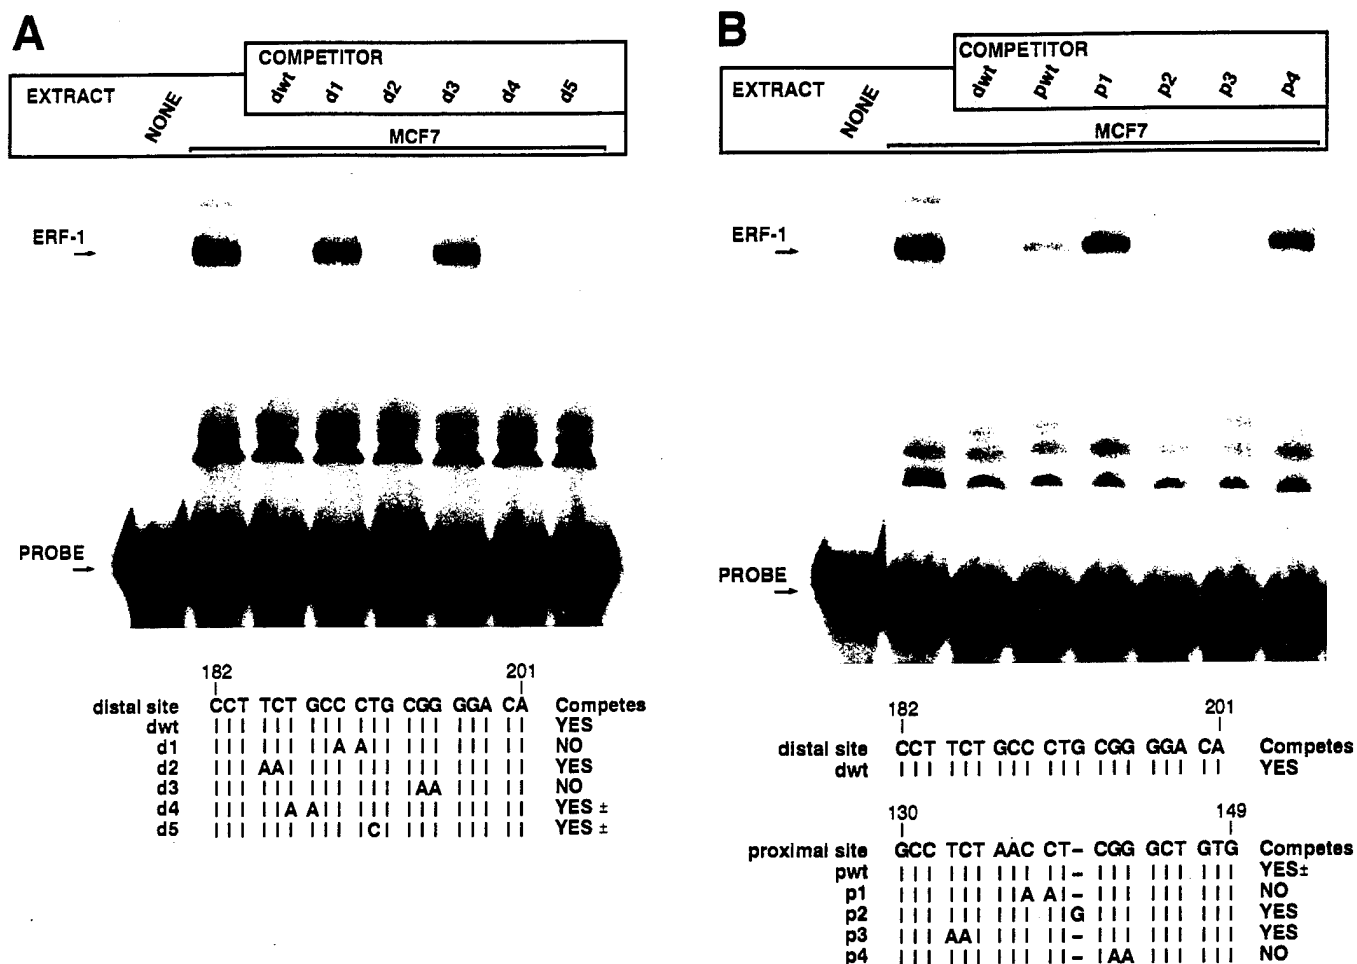 A
COMPETITOR
EXTRACT NONE dwt d1 d2 d3 d4 d5
MCF7
ERF-1
PROBE
182 201
distal site CCT TCT GCC CTG CGG GGA CA Competes
dwt | | | | | | | | | | | | | | | | | | | | YES
d1 | | | | | | | | A A | | | | | | | | | | NO
d2 | | | AA | | | | | | | | | | | | | | | YES
d3 | | | | | | | | | | | | | AA | | | | | NO
d4 | | | | | A A | | | | | | | | | | | | | YES ±
d5 | | | | | | | | | | C | | | | | | | | | YES ±
B
COMPETITOR
EXTRACT NONE dwt pwt p1 p2 p3 p4
MCF7
ERF-1
PROBE
182 201
distal site CCT TCT GCC CTG CGG GGA CA Competes
dwt | | | | | | | | | | | | | | | | | | | | YES
130 149
proximal site GCC TCT AAC CT– CGG GCT GTG Competes
pwt | | | | | | | | | | | – | | | | | | | | | YES±
p1 | | | | | | | | A A | – | | | | | | | | | NO
p2 | | | | | | | | | | | G | | | | | | | | | YES
p3 | | | AA | | | | | | – | | | | | | | | | YES
p4 | | | | | | | | | | | – | AA | | | | | | NO